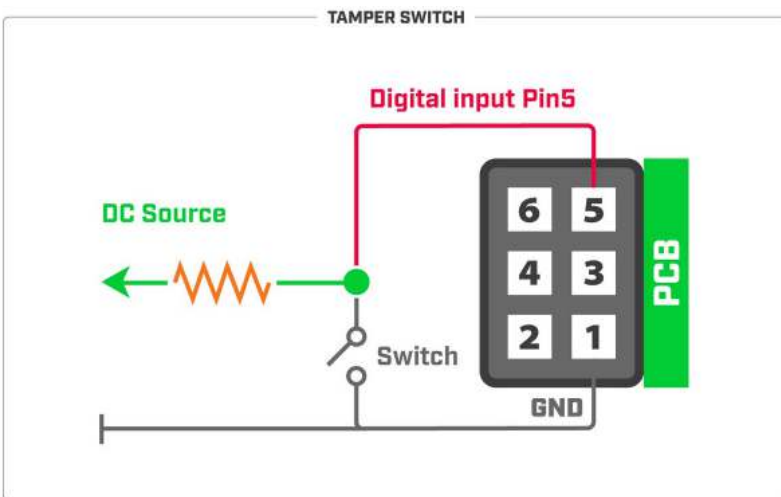 TAMPER SWITCH
Digital input Pin5
DC Source
6 5
4 3
2 1
PCB
Switch
GND